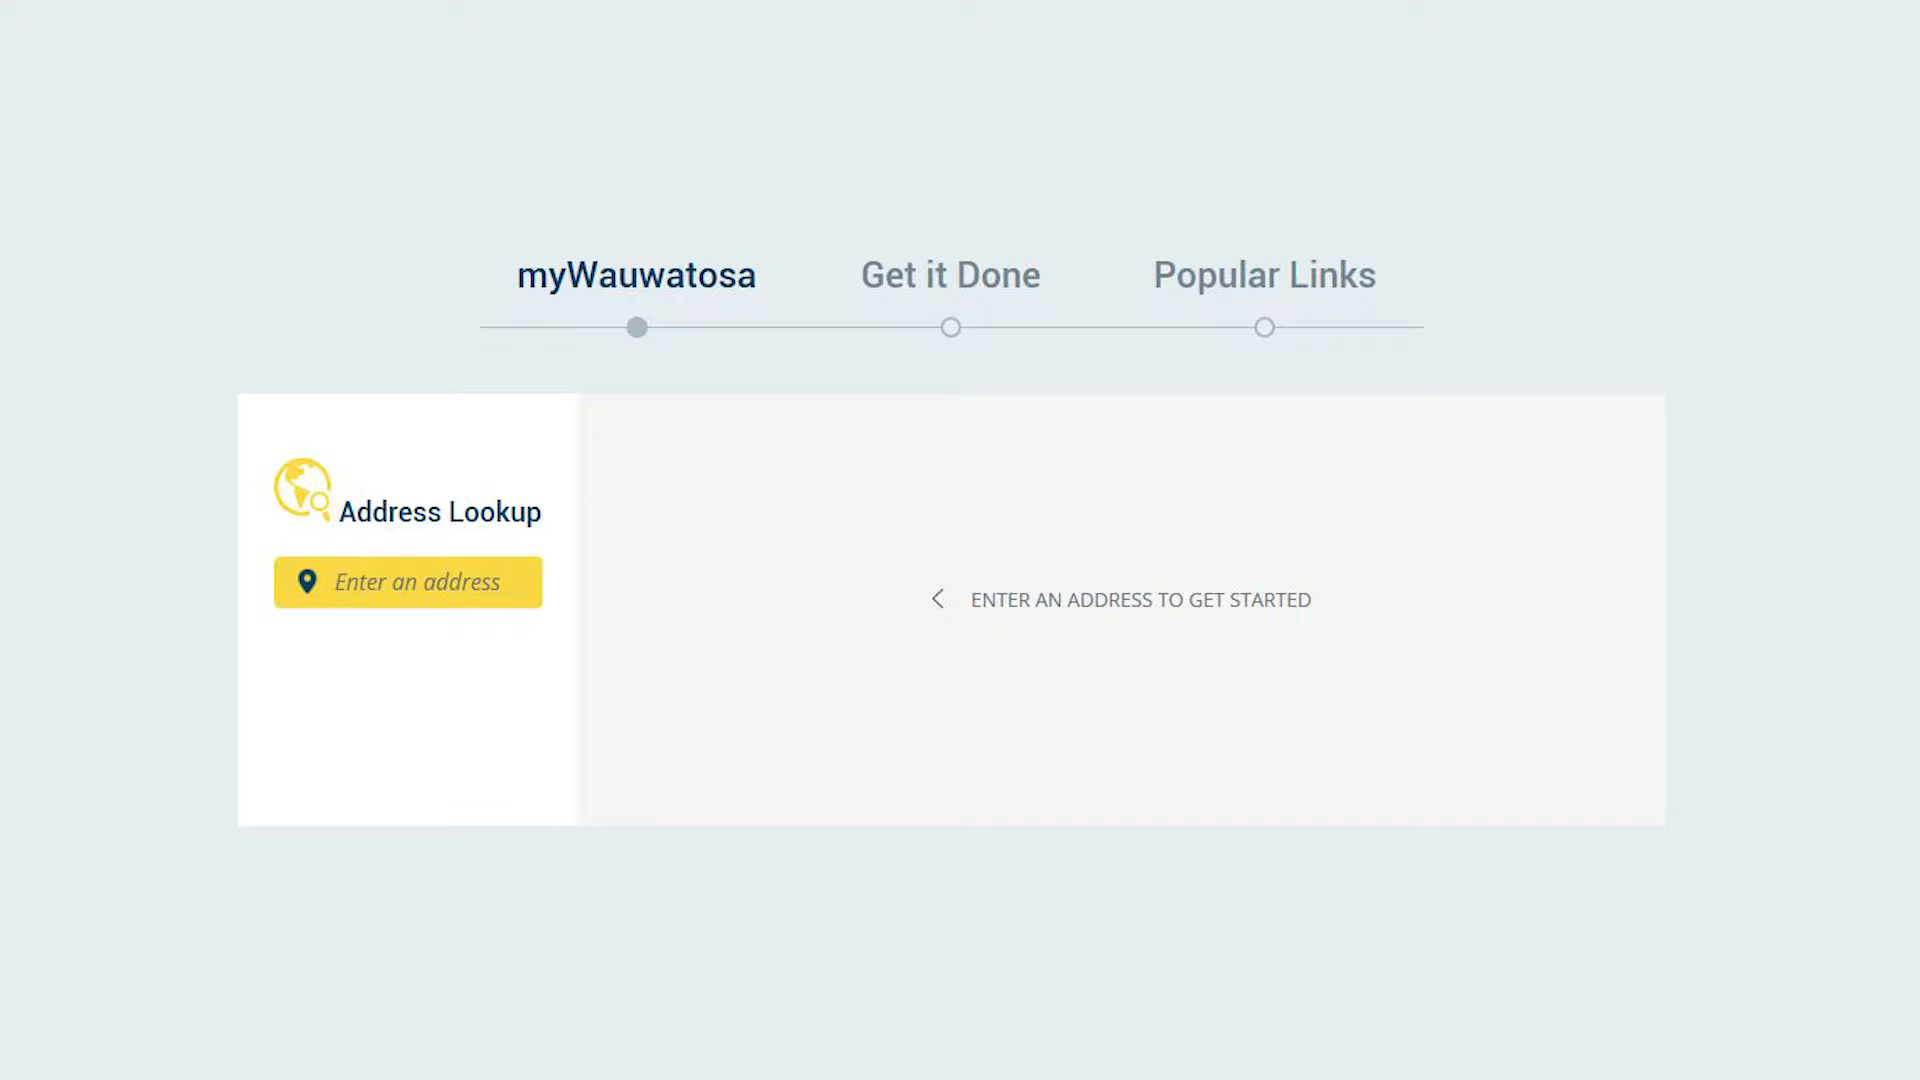 myWauwatosa
Get it Done
Popular Links
Address Lookup
Enter an address
ENTER AN ADDRESS TO GET STARTED